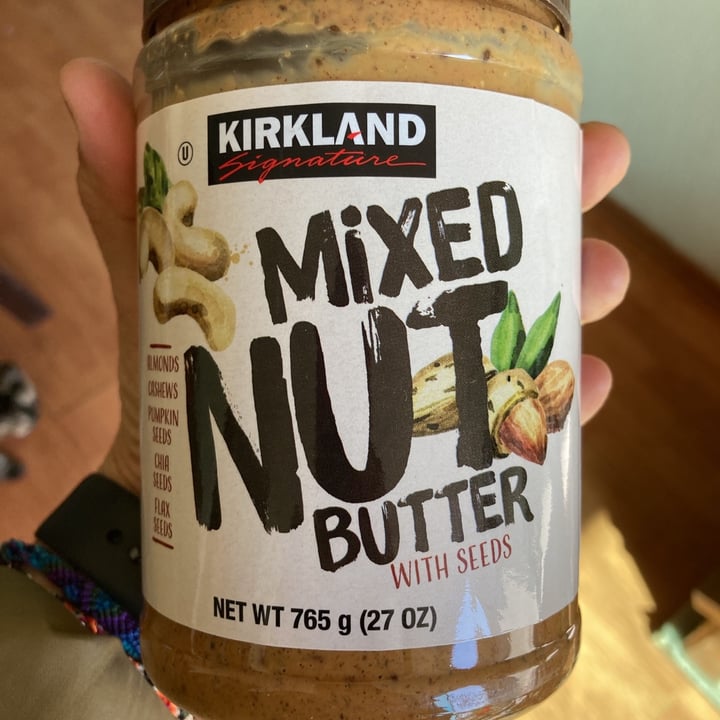 U
KIRKLAND
Signature
MiXED
NUT
BUTTER
WITH SEEDS
ALMONDS
CASHEWS
PUMPKIN
SEEDS
CHIA
SEEDS
FLAX
SEEDS
NET WT 765 g (27 OZ)